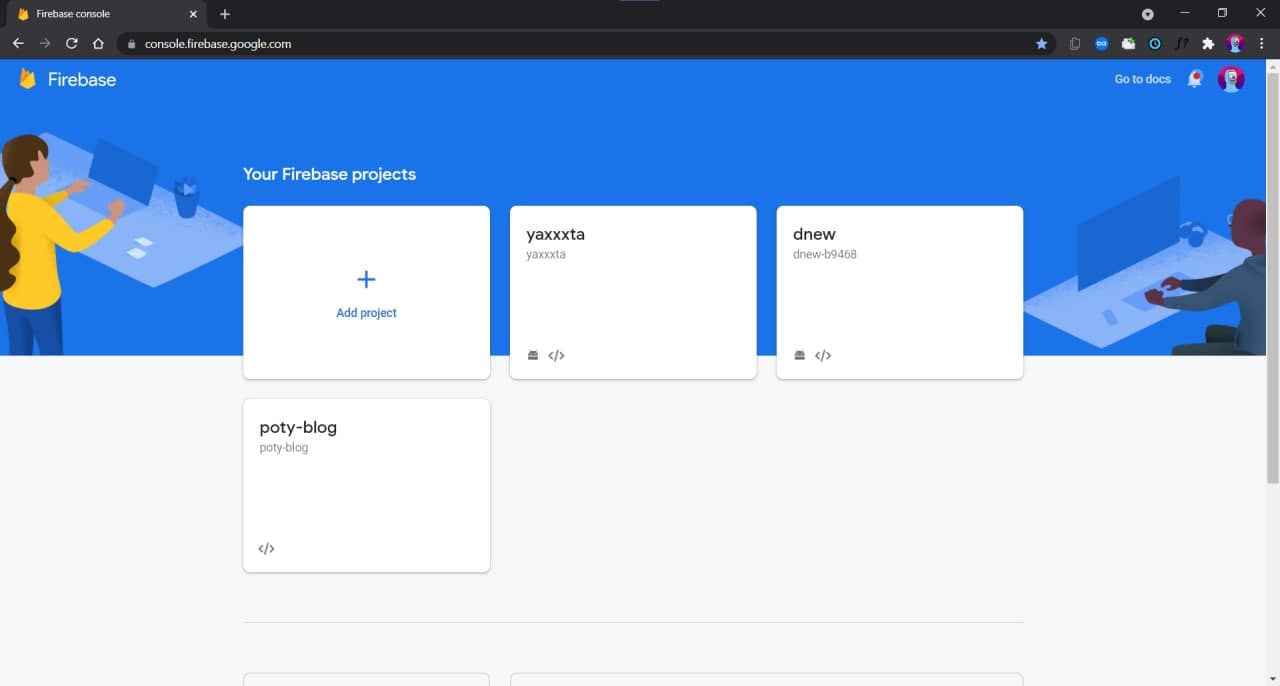 Firebase console
console.firebase.google.com
Firebase
Go to docs
Your Firebase projects
Add project
yaxxxta
yaxxxta
dnew
dnew-b9468
poty-blog
poty-blog